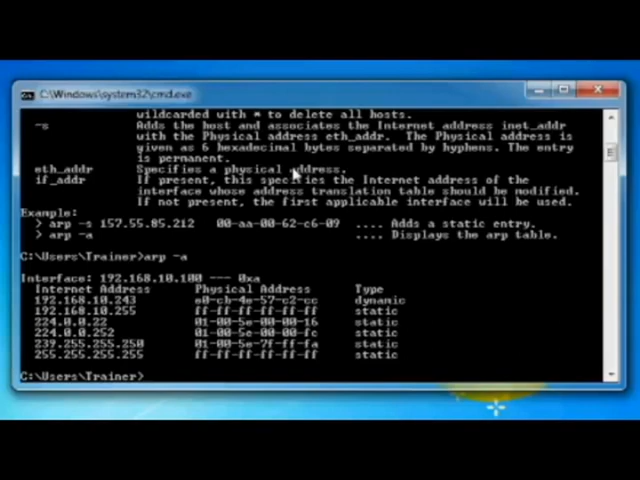 C:\Windows\system32\cmd.exe
wildcarded with * to delete all hosts.
-s Adds the host and associates the Internet address inet_addr
with the Physical address eth_addr. The Physical address is
given as 6 hexadecimal bytes separated by hyphens. The entry
is permanent.
eth_addr Specifies a physical address.
if_addr If present, this specifies the Internet address of the
interface whose address translation table should be modified.
If not present, the first applicable interface will be used.
Example:
> arp -s 157.55.85.212 00-aa-00-62-c6-09 .... Adds a static entry.
> arp -a .... Displays the arp table.
C:\Users\Trainer>arp -a
Interface: 192.168.10.100 --- 0xa
Internet Address Physical Address Type
192.168.10.243 e0-cb-4e-57-c2-cc dynamic
192.168.10.255 ff-ff-ff-ff-ff-ff static
224.0.0.22 01-00-5e-00-00-16 static
224.0.0.252 01-00-5e-00-00-fc static
239.255.255.250 01-00-5e-7f-ff-fa static
255.255.255.255 ff-ff-ff-ff-ff-ff static
C:\Users\Trainer>